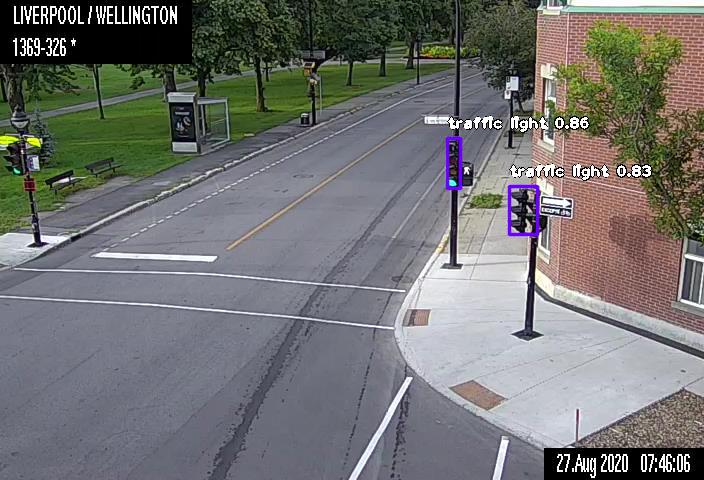 LIVERPOOL / WELLINGTON
1369-326 *
traffic light 0.86
traffic light 0.83
27.Aug 2020 07:46:06